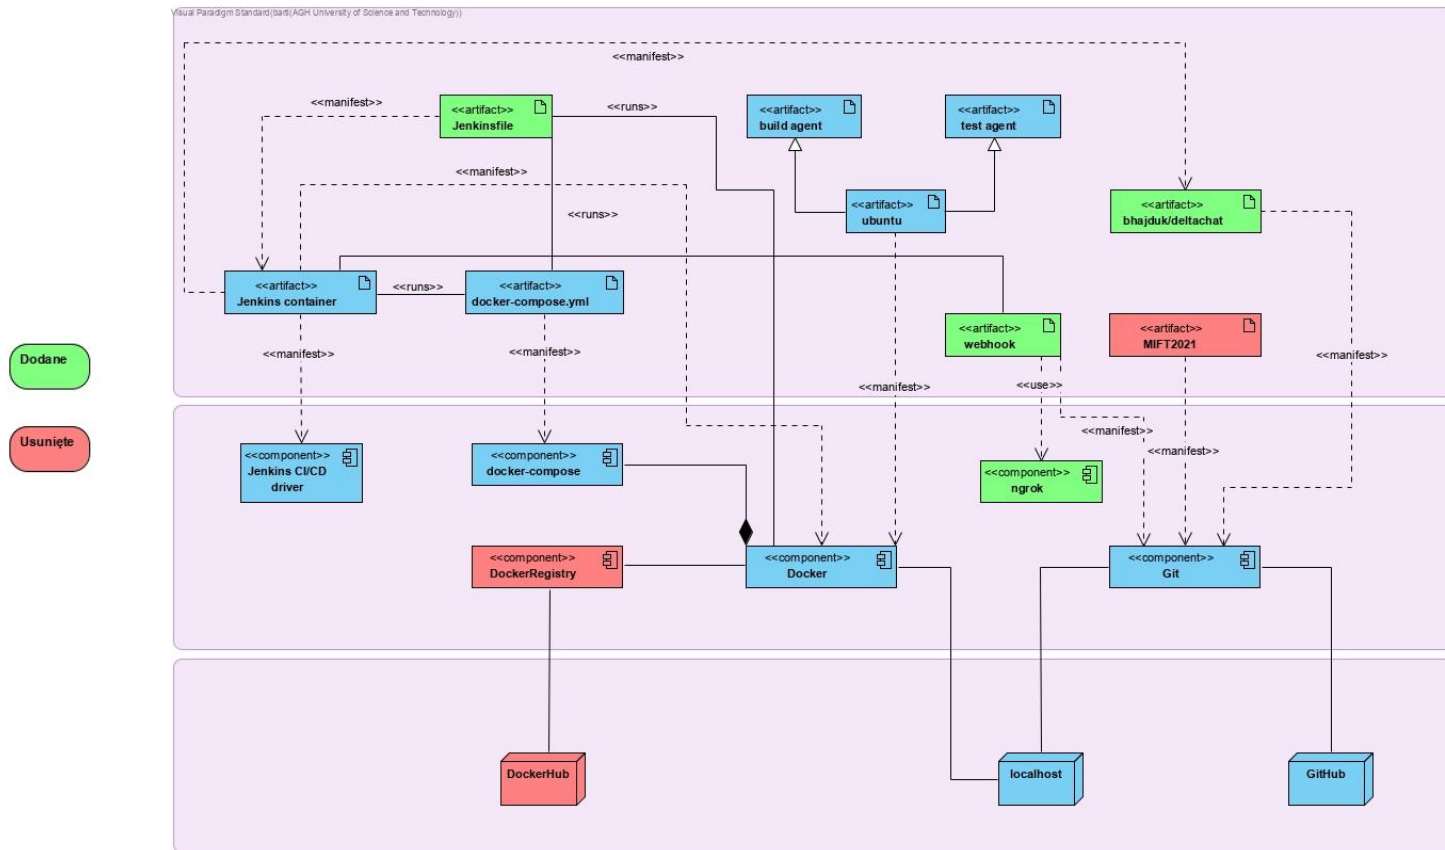 Visual Paradigm Standard(barti(AGH University of Science and Technology))
<<manifest>>
<<manifest>>
<<artifact>>
Jenkinsfile
<<runs>>
<<artifact>>
build agent
<<artifact>>
test agent
<<manifest>>
<<runs>>
<<artifact>>
ubuntu
<<artifact>>
bhajduk/deltachat
<<artifact>>
Jenkins container
<<runs>>
<<artifact>>
docker-compose.yml
<<artifact>>
webhook
<<artifact>>
MIFT2021
Dodane
<<manifest>>
<<manifest>>
<<manifest>>
<<use>>
<<manifest>>
Usunięte
<<manifest>>
<<manifest>>
<<component>>
Jenkins CI/CD
driver
<<component>>
docker-compose
<<component>>
ngrok
<<component>>
DockerRegistry
<<component>>
Docker
<<component>>
Git
DockerHub
localhost
GitHub